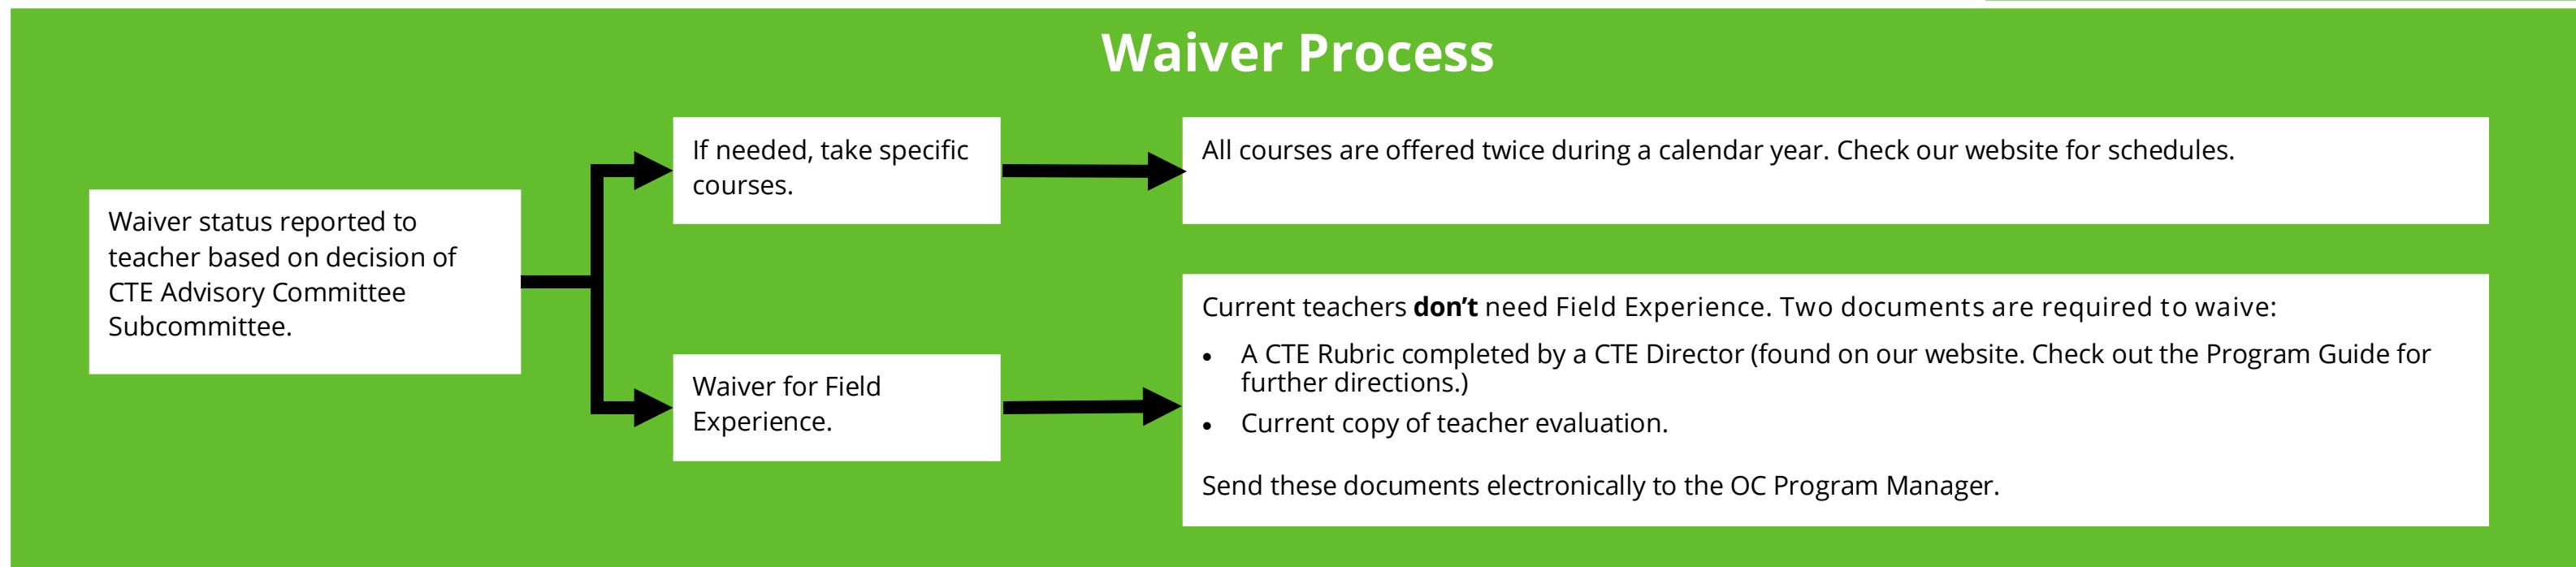 Waiver Process
Waiver status reported to
teacher based on decision of
CTE Advisory Committee
Subcommittee.
If needed, take specific
courses.
All courses are offered twice during a calendar year. Check our website for schedules.
Waiver for Field
Experience.
Current teachers don’t need Field Experience. Two documents are required to waive:
• A CTE Rubric completed by a CTE Director (found on our website. Check out the Program Guide for
further directions.)
• Current copy of teacher evaluation.
Send these documents electronically to the OC Program Manager.